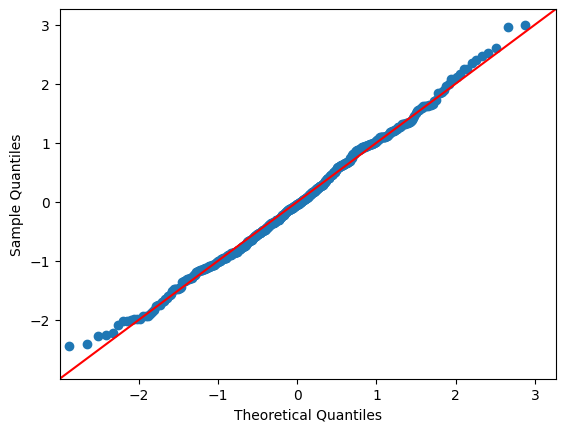 3
2
1
0
−1
−2
Sample Quantiles
−2 −1 0 1 2 3
Theoretical Quantiles